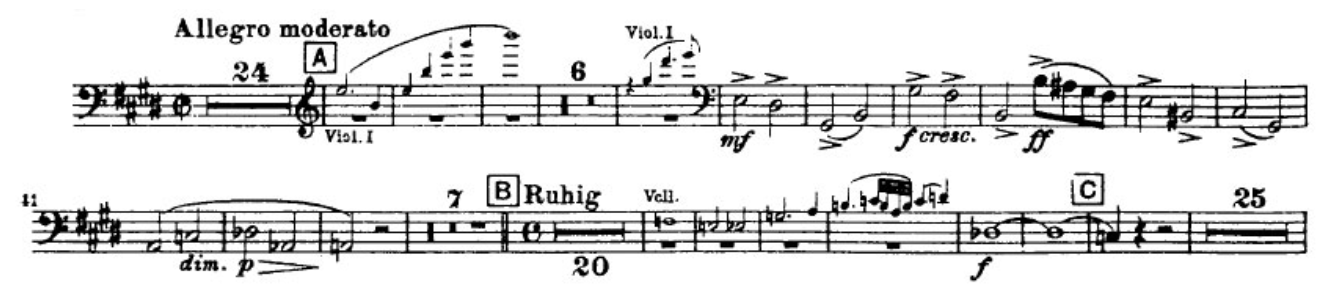 Allegro moderato
24 A 6 Viol. I
Viol. I mf f cresc. ff
41 7 B Ruhig Vcll. C 25
dim. p 20 f